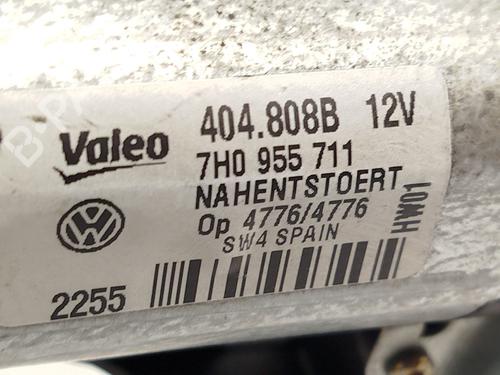 Valeo
404.808B 12V
7H0 955 711
NAHENTSTOERT
Op 4776/4776
SW4 SPAIN
HW01
2255